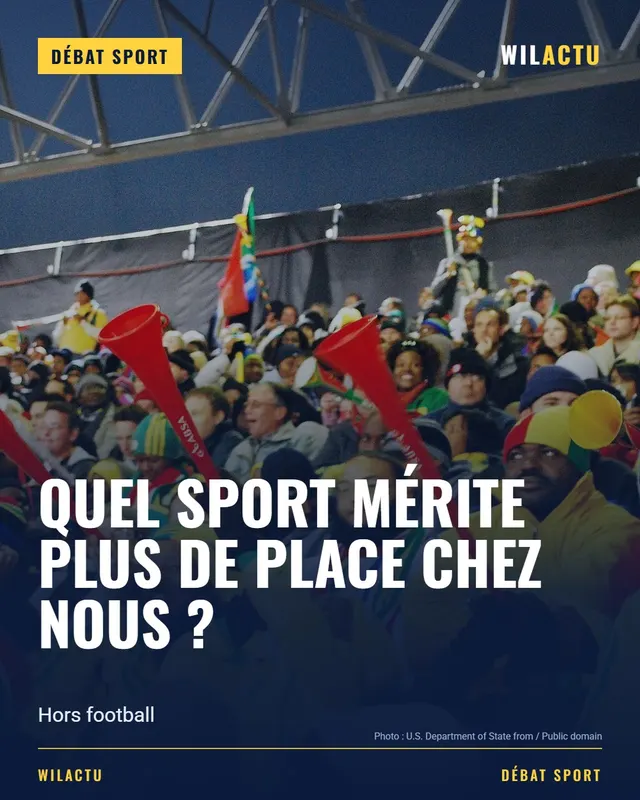 DÉBAT SPORT
WILACTU
QUEL SPORT MÉRITE
PLUS DE PLACE CHEZ
NOUS ?
Hors football
Photo : U.S. Department of State from / Public domain
WILACTU
DÉBAT SPORT